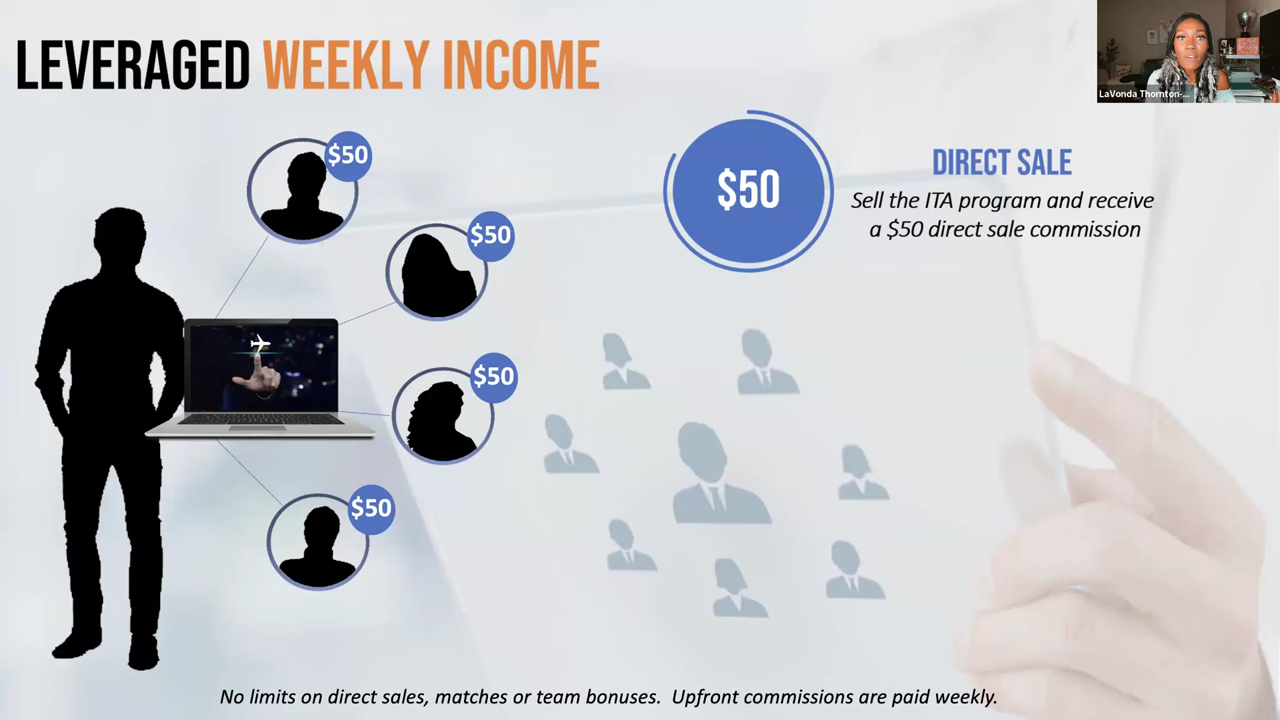 LEVERAGED WEEKLY INCOME
LaVonda Thornton-...
$50
$50
$50
$50
$50
DIRECT SALE
Sell the ITA program and receive
a $50 direct sale commission
No limits on direct sales, matches or team bonuses. Upfront commissions are paid weekly.